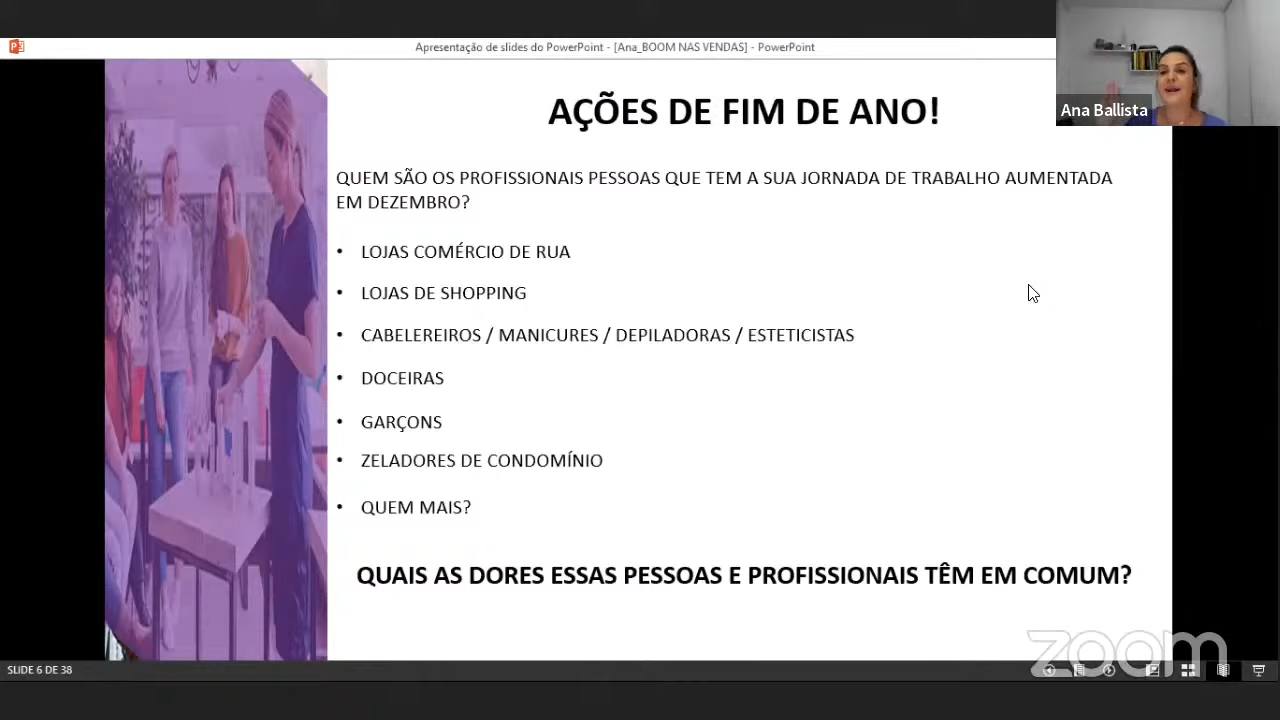 Apresentação de slides do PowerPoint - [Ana_BOOM NAS VENDAS] - PowerPoint
Ana Ballista
AÇÕES DE FIM DE ANO!
QUEM SÃO OS PROFISSIONAIS PESSOAS QUE TEM A SUA JORNADA DE TRABALHO AUMENTADA
EM DEZEMBRO?
• LOJAS COMÉRCIO DE RUA
• LOJAS DE SHOPPING
• CABELEREIROS / MANICURES / DEPILADORAS / ESTETICISTAS
• DOCEIRAS
• GARÇONS
• ZELADORES DE CONDOMÍNIO
• QUEM MAIS?
QUAIS AS DORES ESSAS PESSOAS E PROFISSIONAIS TÊM EM COMUM?
zoom
SLIDE 6 DE 38